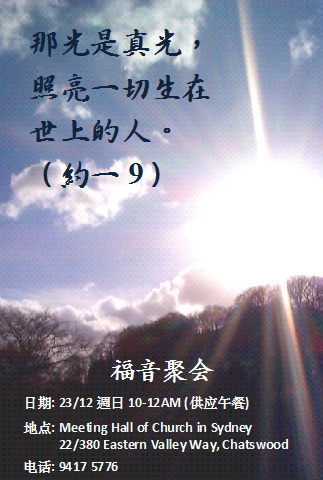 那光是真光，
照亮一切生在
世上的人。
（約一 9）
福音聚会
日期: 23/12 週日 10-12AM (供应午餐)
地点: Meeting Hall of Church in Sydney
22/380 Eastern Valley Way, Chatswood
电话: 9417 5776